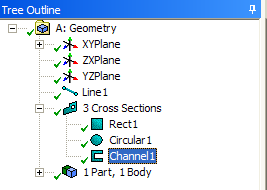 Tree Outline
A: Geometry
XYPlane
ZXPlane
YZPlane
Line1
3 Cross Sections
Rect1
Circular1
Channel1
1 Part, 1 Body